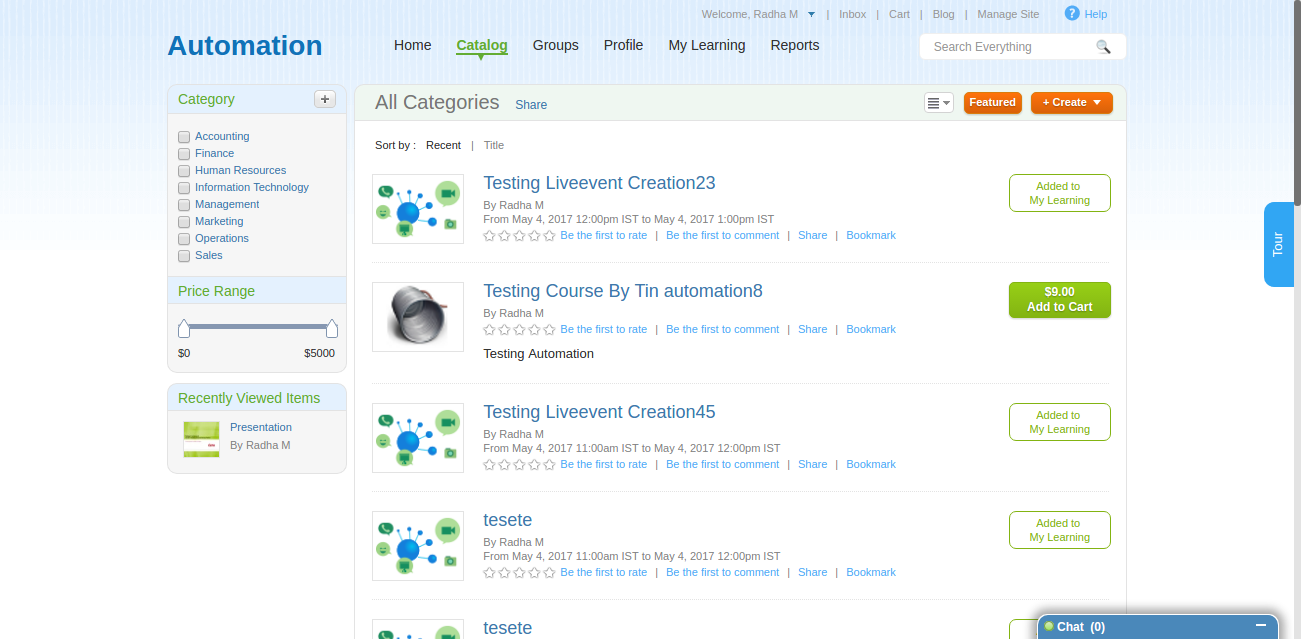 Welcome, Radha M | Inbox | Cart | Blog | Manage Site ? Help
Automation
Home Catalog Groups Profile My Learning Reports
Search Everything
Category +
Accounting
Finance
Human Resources
Information Technology
Management
Marketing
Operations
Sales
Price Range
$0 $5000
Recently Viewed Items
Presentation
By Radha M
All Categories Share
Featured
+ Create
Sort by : Recent | Title
Testing Liveevent Creation23
By Radha M
From May 4, 2017 12:00pm IST to May 4, 2017 1:00pm IST
Be the first to rate | Be the first to comment | Share | Bookmark
Added to
My Learning
Testing Course By Tin automation8
By Radha M
Be the first to rate | Be the first to comment | Share | Bookmark
Testing Automation
$9.00
Add to Cart
Testing Liveevent Creation45
By Radha M
From May 4, 2017 11:00am IST to May 4, 2017 12:00pm IST
Be the first to rate | Be the first to comment | Share | Bookmark
Added to
My Learning
tesete
By Radha M
From May 4, 2017 11:00am IST to May 4, 2017 12:00pm IST
Be the first to rate | Be the first to comment | Share | Bookmark
Added to
My Learning
tesete
Tour
Chat (0)